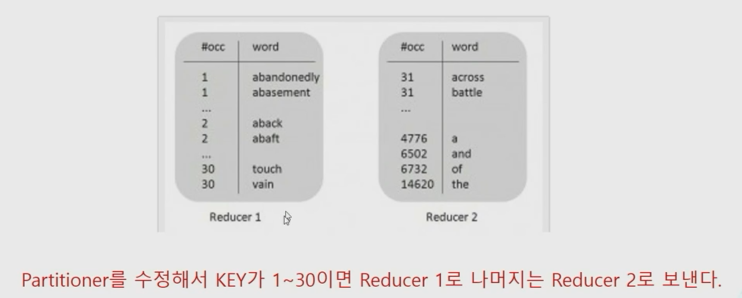 #occ word
1 abandonedly
1 abasement
...
2 aback
2 abaft
...
30 touch
30 vain
Reducer 1
#occ word
31 across
31 battle
...
4776 a
6502 and
6732 of
14620 the
Reducer 2
Partitioner를 수정해서 KEY가 1~30이면 Reducer 1로 나머지는 Reducer 2로 보낸다.